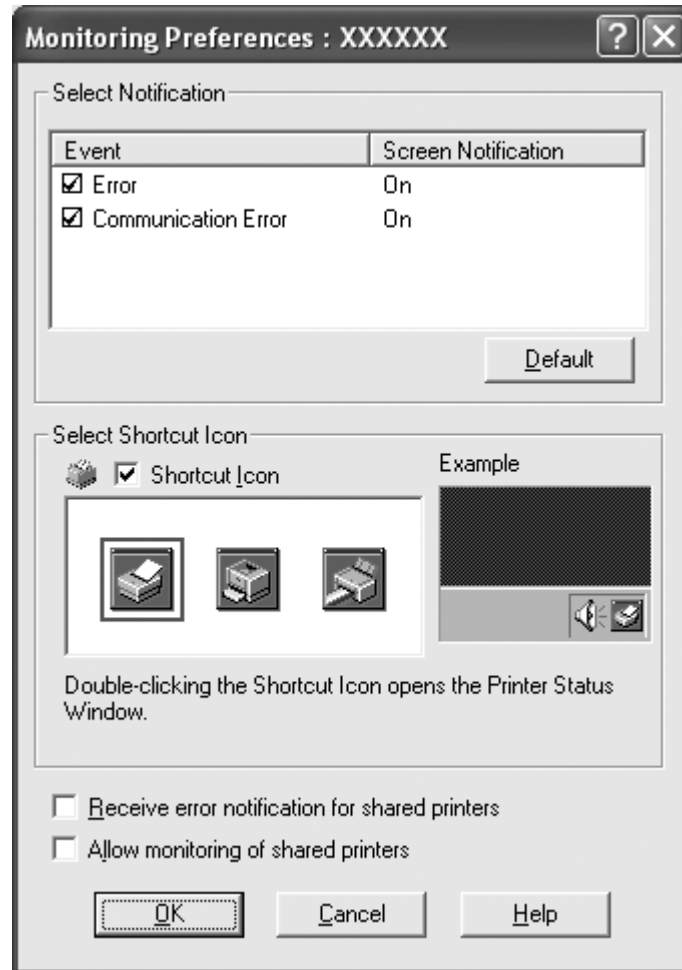 Monitoring Preferences : XXXXXX
Select Notification
Event Screen Notification
Error On
Communication Error On
Default
Select Shortcut Icon
Shortcut Icon
Example
Double-clicking the Shortcut Icon opens the Printer Status
Window.
Receive error notification for shared printers
Allow monitoring of shared printers
OK Cancel Help